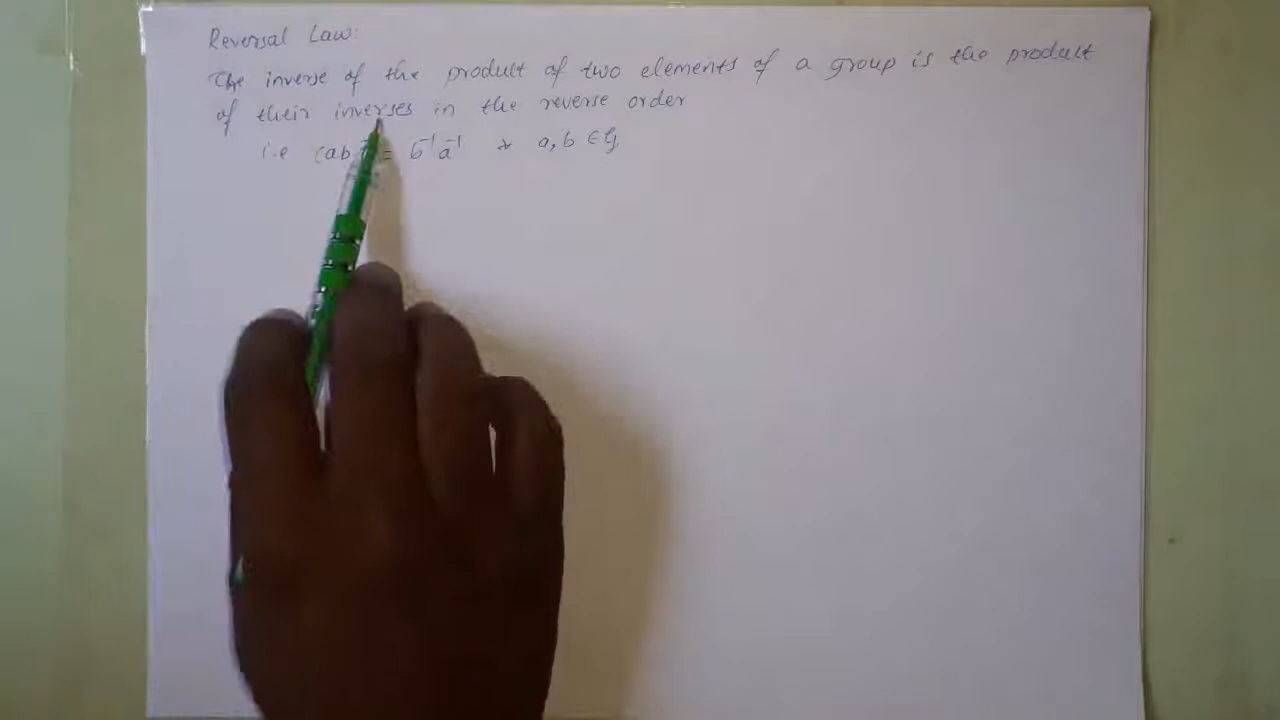 Reversal Law:
The inverse of the product of two elements of a group is the product
of their inverses in the reverse order
i.e (ab = b⁻¹a⁻¹ ∀ a, b ∈ G